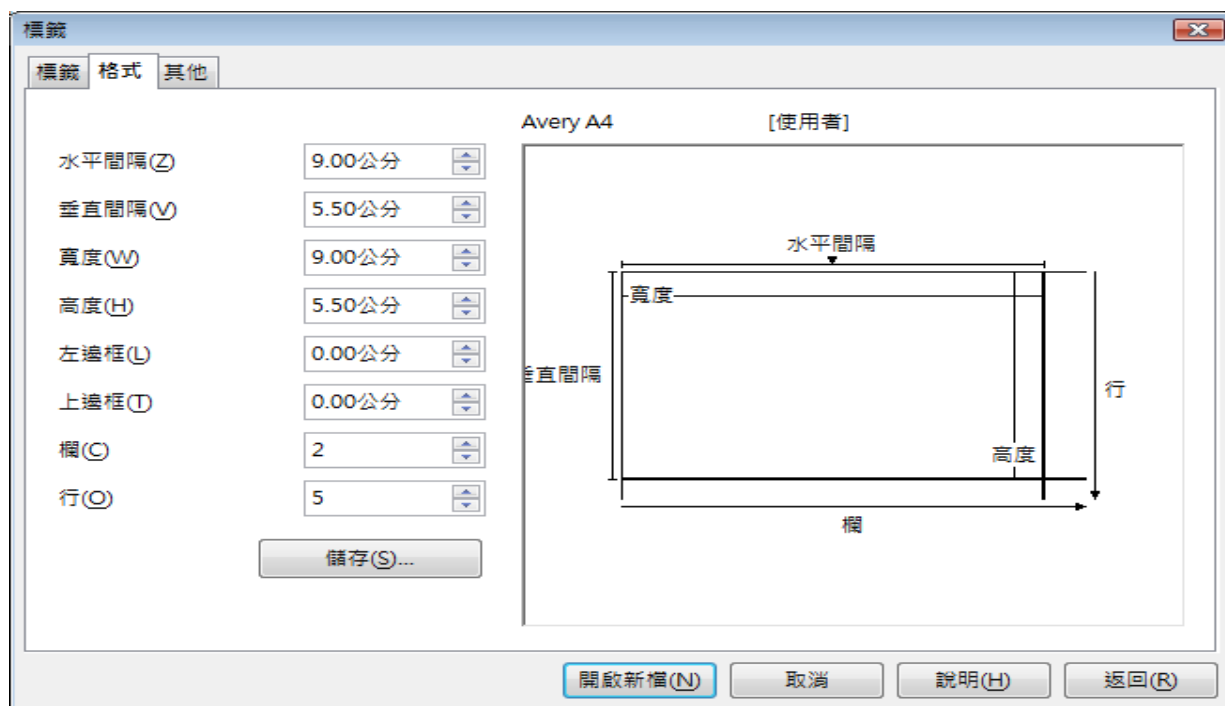 標籤
標籤 格式 其他
Avery A4 [使用者]
水平間隔(Z) 9.00公分
垂直間隔(V) 5.50公分
寬度(W) 9.00公分
高度(H) 5.50公分
左邊框(L) 0.00公分
上邊框(T) 0.00公分
欄(C) 2
行(O) 5
儲存(S)...
水平間隔
寬度
垂直間隔
行
高度
欄
開啟新檔(N) 取消 說明(H) 返回(R)